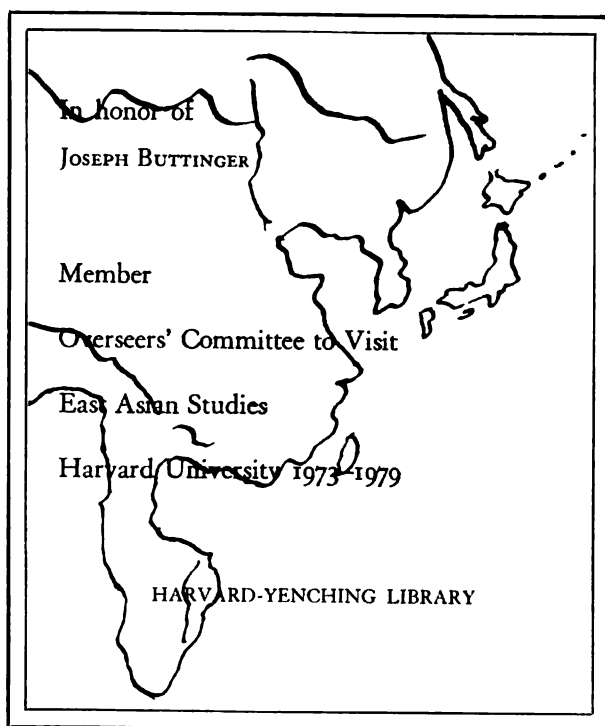 In honor of
JOSEPH BUTTINGER
Member
Overseers' Committee to Visit
East Asian Studies
Harvard University 1973-1979
HARVARD-YENCHING LIBRARY